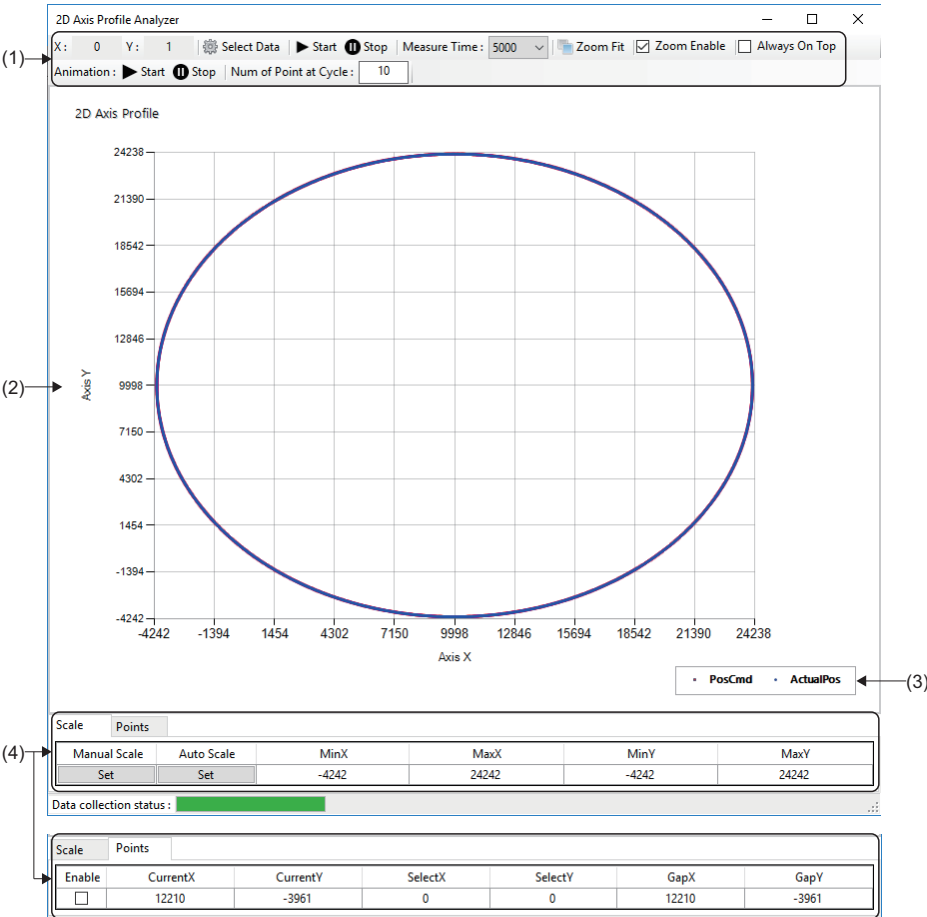 2D Axis Profile Analyzer
(1)
X : 0 Y : 1 Select Data Start Stop Measure Time : 5000 Zoom Fit Zoom Enable Always On Top
Animation : Start Stop Num of Point at Cycle : 10
2D Axis Profile
24238
21390
18542
15694
12846
(2)
Axis Y
9998
7150
4302
1454
-1394
-4242
-4242 -1394 1454 4302 7150 9998 12846 15694 18542 21390 24238
Axis X
PosCmd ActualPos
(3)
Scale Points
(4)
Manual Scale Auto Scale MinX MaxX MinY MaxY
Set Set -4242 24242 -4242 24242
Data collection status :
Scale Points
Enable CurrentX CurrentY SelectX SelectY GapX GapY
12210 -3961 0 0 12210 -3961